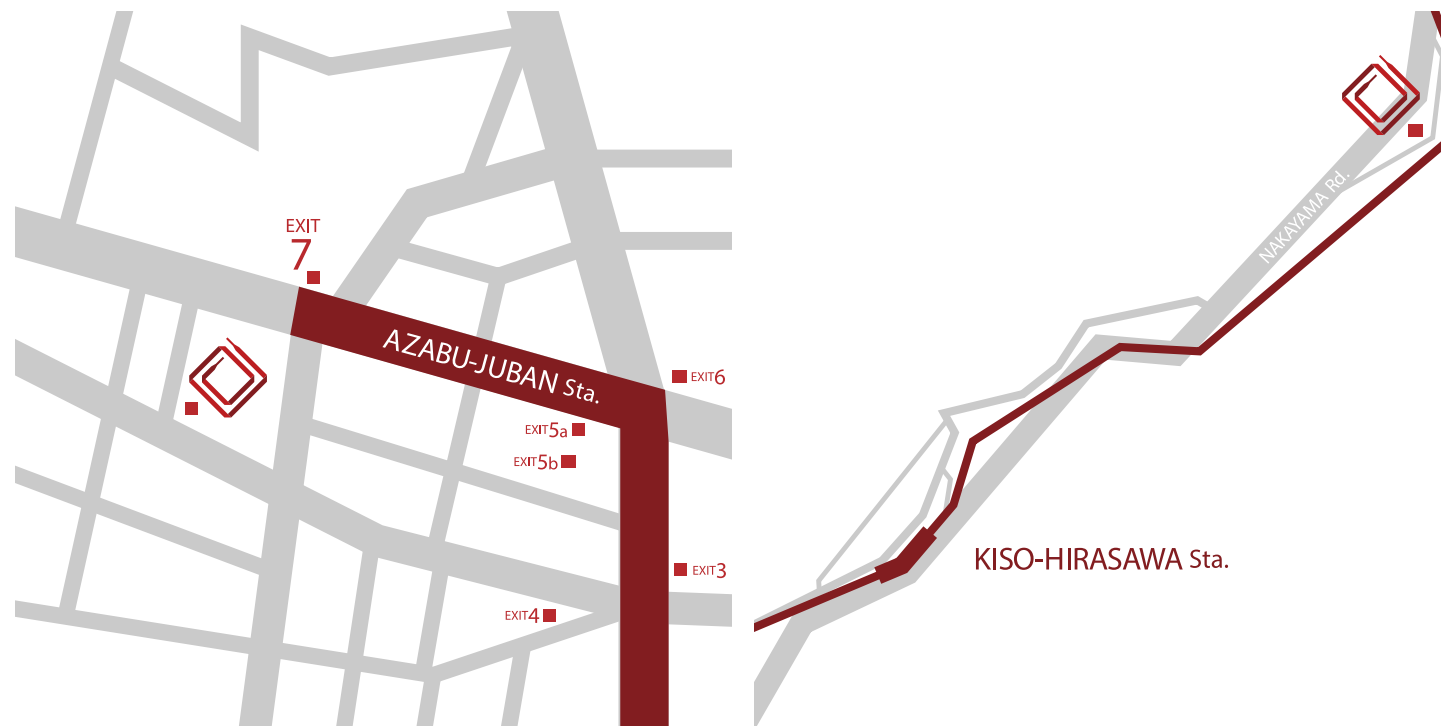 EXIT
7
AZABU-JUBAN Sta.
EXIT6
EXIT5a
EXIT5b
EXIT3
EXIT4
NAKAYAMA Rd.
KISO-HIRASAWA Sta.